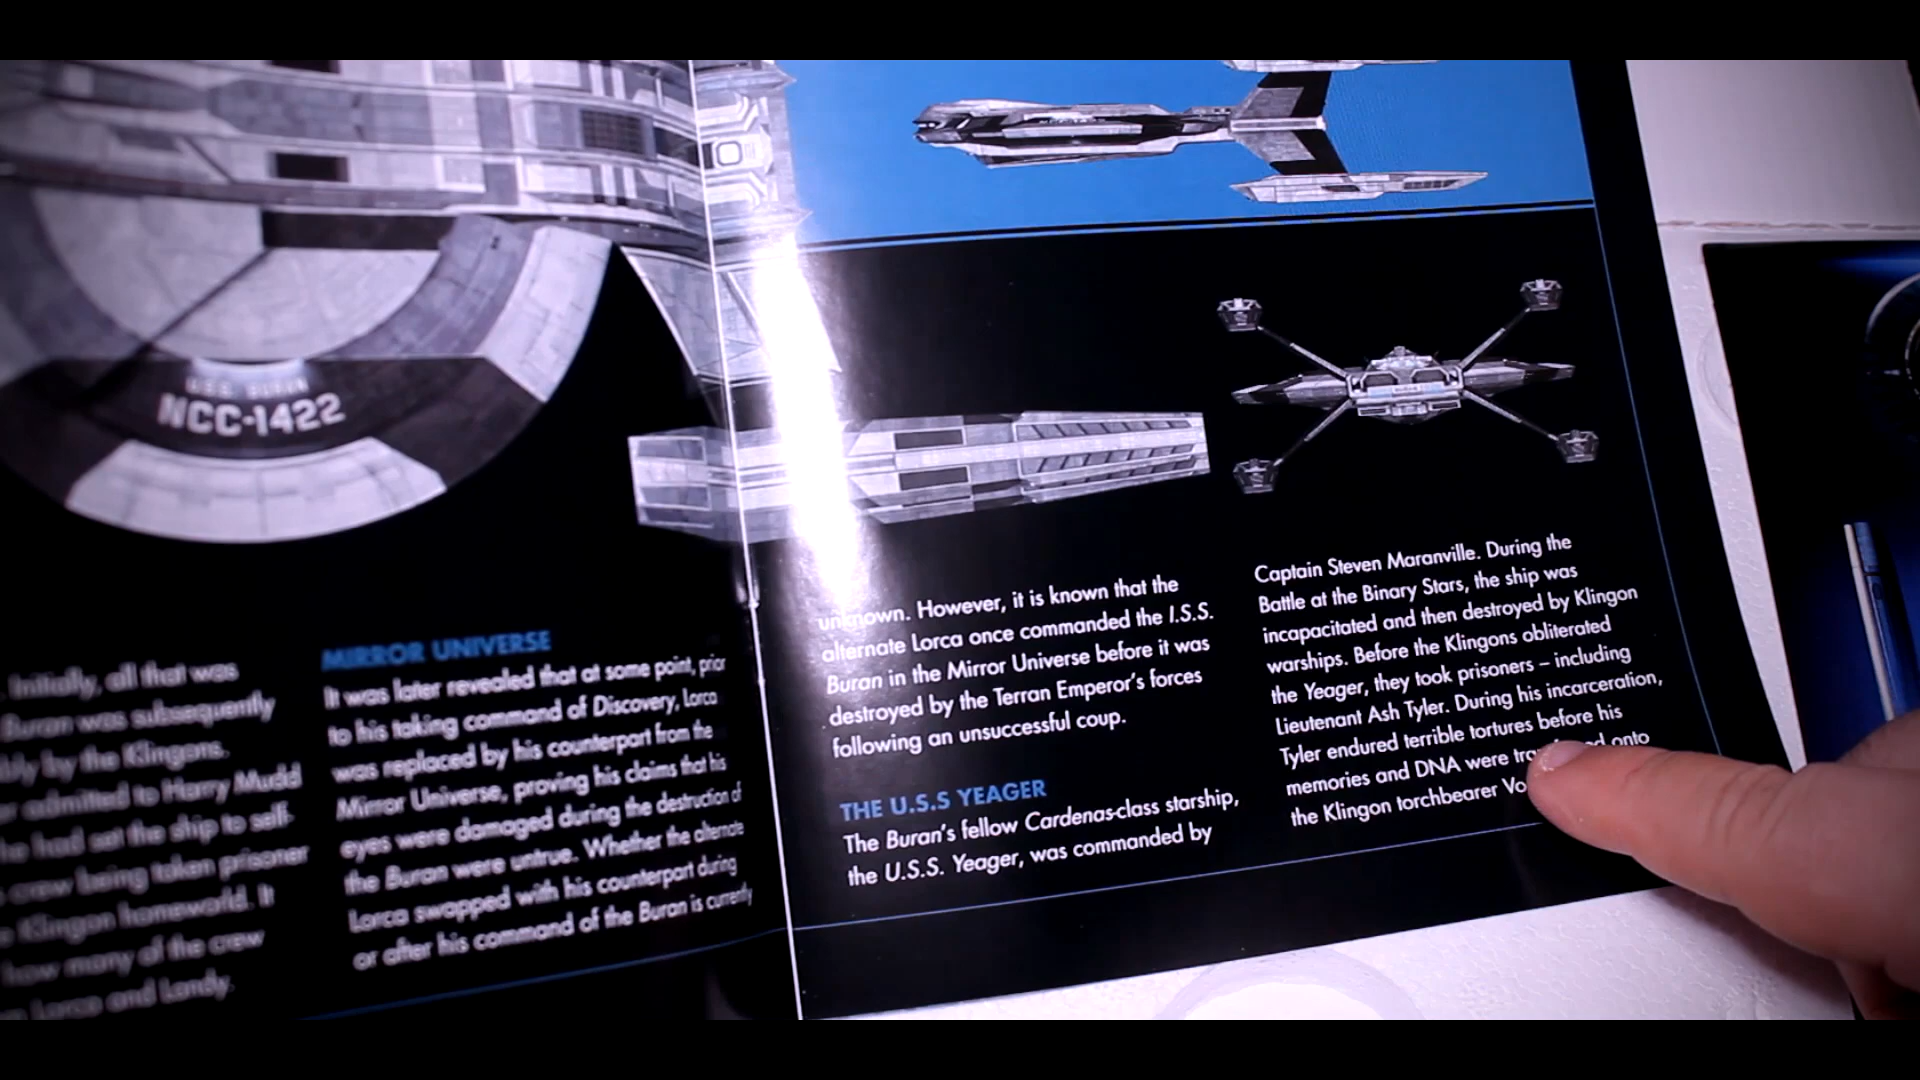 U.S.S. BURAN
NCC-1422
. Initially, all that was
Buran was subsequently
by the Klingons.
admitted to Harry Mudd
he had set the ship to self-
crew being taken prisoner
Klingon homeworld. It
how many of the crew
Lorca and Landy.
MIRROR UNIVERSE
It was later revealed that at some point, prior
to his taking command of Discovery, Lorca
was replaced by his counterpart from the
Mirror Universe, proving his claims that his
eyes were damaged during the destruction of
the Buran were untrue. Whether the alternate
Lorca swapped with his counterpart during
or after his command of the Buran is currently
unknown. However, it is known that the
alternate Lorca once commanded the I.S.S.
Buran in the Mirror Universe before it was
destroyed by the Terran Emperor's forces
following an unsuccessful coup.
THE U.S.S YEAGER
The Buran's fellow Cardenas-class starship,
the U.S.S. Yeager, was commanded by
Captain Steven Maranville. During the
Battle at the Binary Stars, the ship was
incapacitated and then destroyed by Klingon
warships. Before the Klingons obliterated
the Yeager, they took prisoners – including
Lieutenant Ash Tyler. During his incarceration,
Tyler endured terrible tortures before his
memories and DNA were onto
the Klingon torchbearer